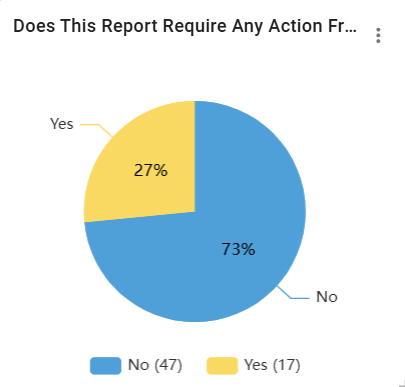 Does This Report Require Any Action Fr...
Yes
27%
73%
No
No (47)
Yes (17)